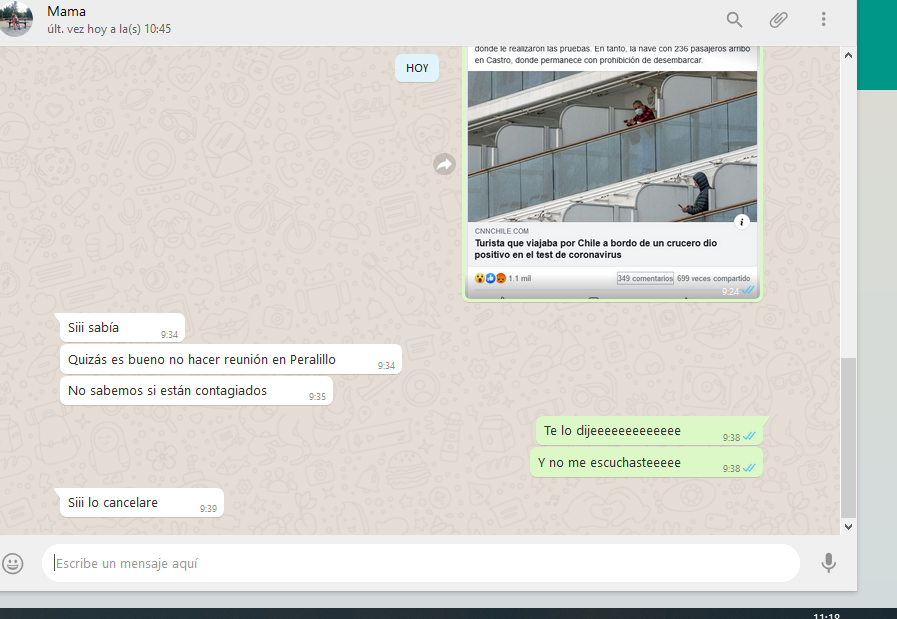 Mama
últ. vez hoy a la(s) 10:45
donde le realizaron las pruebas. En tanto, la nave con 236 pasajeros arribó
en Castro, donde permanece con prohibición de desembarcar.
HOY
CNNCHILE.COM
Turista que viajaba por Chile a bordo de un crucero dio
positivo en el test de coronavirus
1.1 mil 349 comentarios 699 veces compartido
9:24
Siii sabía 9:34
Quizás es bueno no hacer reunión en Peralillo 9:34
No sabemos si están contagiados 9:35
Te lo dijeeeeeeeeeeeee 9:38
Y no me escuchasteeeee 9:38
Siii lo cancelare 9:39
Escribe un mensaje aquí
11:19